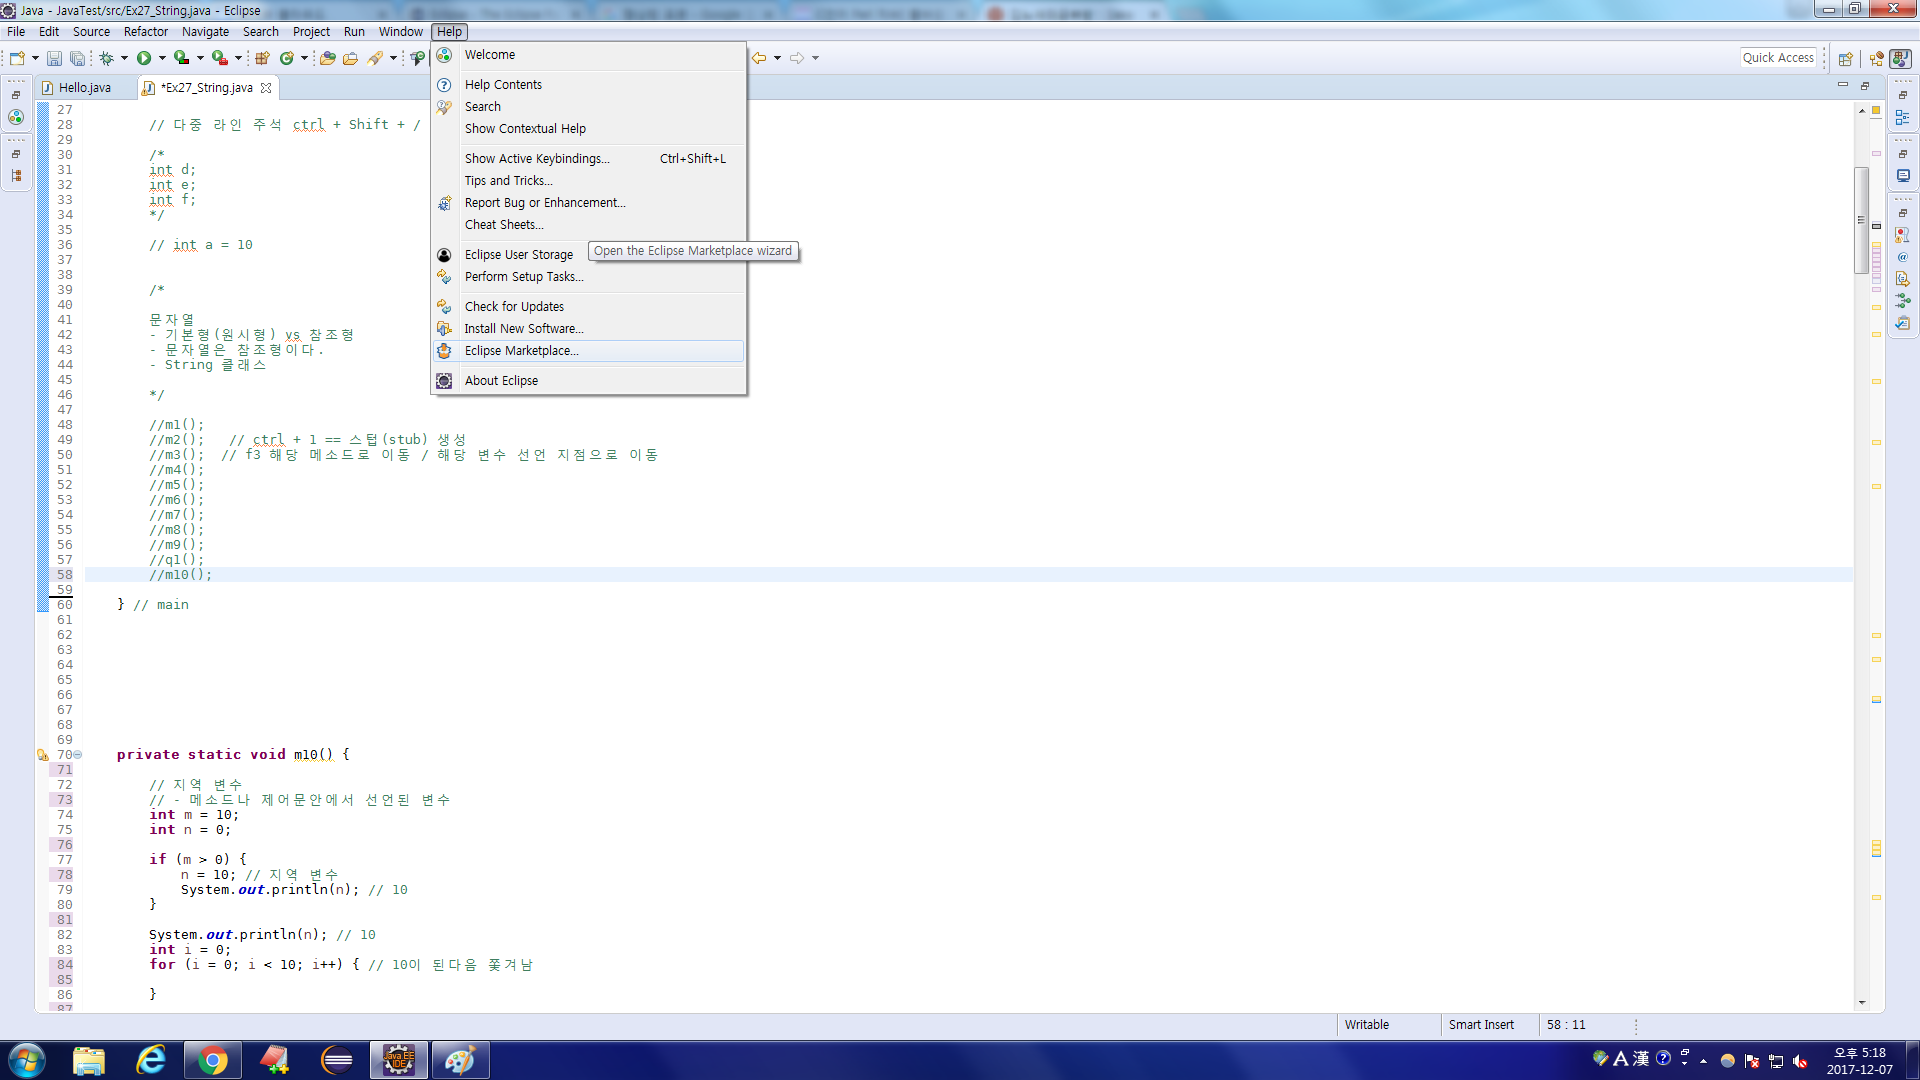 Java - JavaTest/src/Ex27_String.java - Eclipse
File Edit Source Refactor Navigate Search Project Run Window Help
Quick Access
Hello.java *Ex27_String.java
Welcome
Help Contents
Search
Show Contextual Help
Show Active Keybindings... Ctrl+Shift+L
Tips and Tricks...
Report Bug or Enhancement...
Cheat Sheets...
Eclipse User Storage
Open the Eclipse Marketplace wizard
Perform Setup Tasks...
Check for Updates
Install New Software...
Eclipse Marketplace...
About Eclipse
27
28 // 다중 라인 주석 ctrl + Shift + /
29
30 /*
31 int d;
32 int e;
33 int f;
34 */
35
36 // int a = 10
37
38
39 /*
40
41 문자열
42 - 기본형(원시형) vs 참조형
43 - 문자열은 참조형이다.
44 - String 클래스
45
46 */
47
48 //m1();
49 //m2(); // ctrl + 1 == 스텁(stub) 생성
50 //m3(); // f3 해당 메소드로 이동 / 해당 변수 선언 지점으로 이동
51 //m4();
52 //m5();
53 //m6();
54 //m7();
55 //m8();
56 //m9();
57 //q1();
58 //m10();
59
60 } // main
61
62
63
64
65
66
67
68
69
70 private static void m10() {
71
72 // 지역 변수
73 // - 메소드나 제어문안에서 선언된 변수
74 int m = 10;
75 int n = 0;
76
77 if (m > 0) {
78 n = 10; // 지역 변수
79 System.out.println(n); // 10
80 }
81
82 System.out.println(n); // 10
83 int i = 0;
84 for (i = 0; i < 10; i++) { // 10이 된다음 쫓겨남
85
86 }
87
Writable Smart Insert 58 : 11
Java EE
IDE
A 漢
오후 5:18
2017-12-07